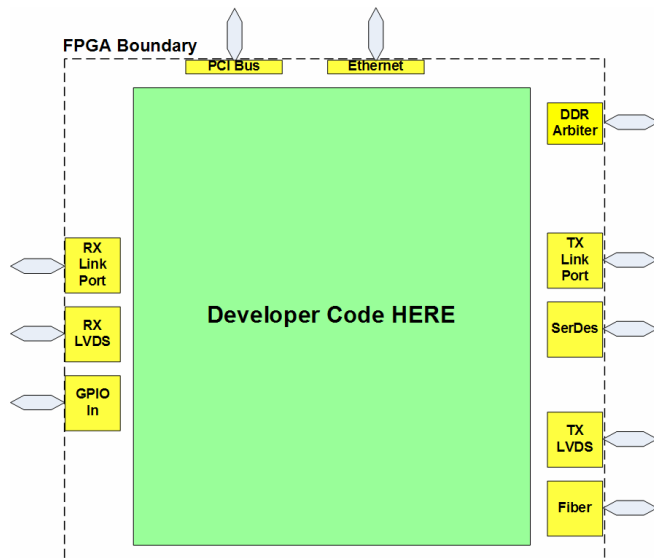 FPGA Boundary
PCI Bus
Ethernet
DDR
Arbiter
RX
Link
Port
TX
Link
Port
RX
LVDS
Developer Code HERE
SerDes
GPIO
In
TX
LVDS
Fiber